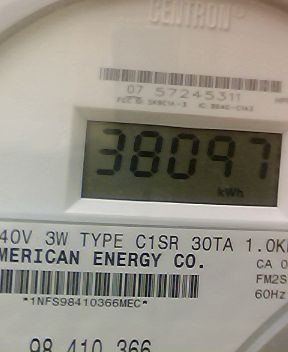 CENTRON®
07 57245311
38097
kWh
40V 3W TYPE C1SR 30TA 1.0K
MERICAN ENERGY CO.
CA 0
FM2S
60Hz
*1NFS98410366MEC*
98 410 366